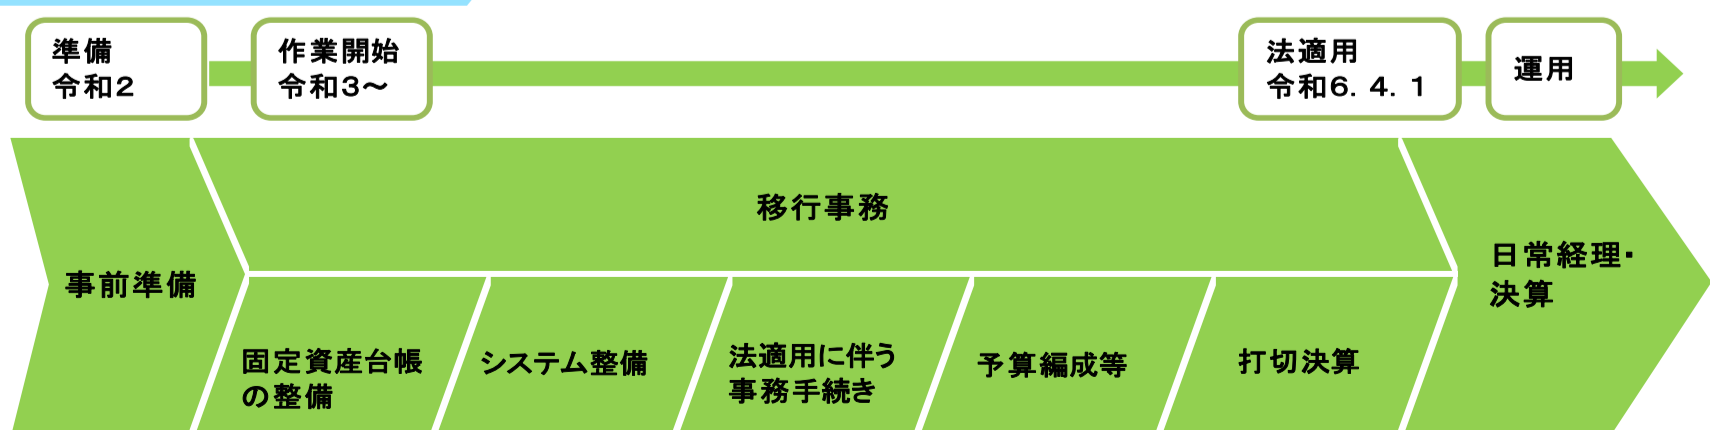 準備
令和2
作業開始
令和3～
法適用
令和6．4．1
運用
移行事務
事前準備
日常経理・
決算
固定資産台帳
の整備
システム整備
法適用に伴う
事務手続き
予算編成等
打切決算